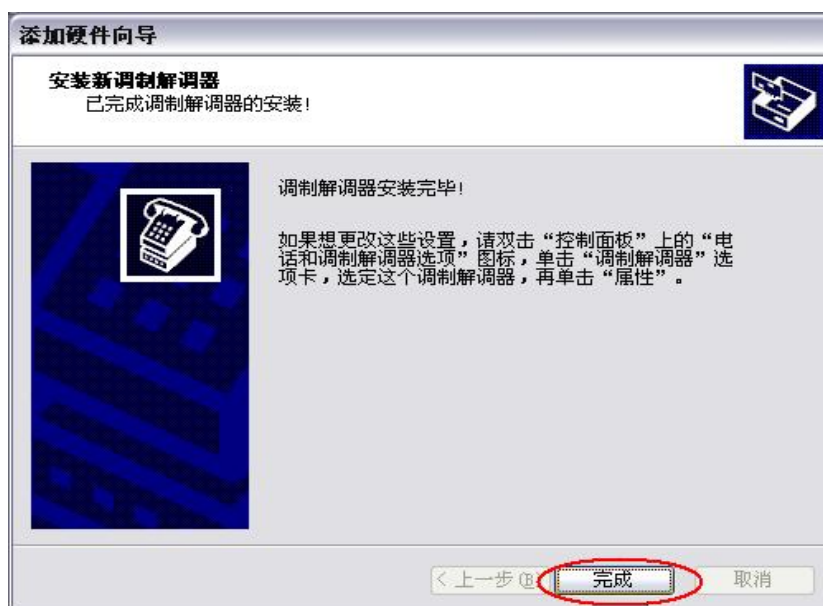 添加硬件向导
安装新调制解调器
已完成调制解调器的安装!
调制解调器安装完毕!
如果想更改这些设置，请双击“控制面板”上的“电
话和调制解调器选项”图标，单击“调制解调器”选
项卡，选定这个调制解调器，再单击“属性”。
< 上一步(B) 完成 取消